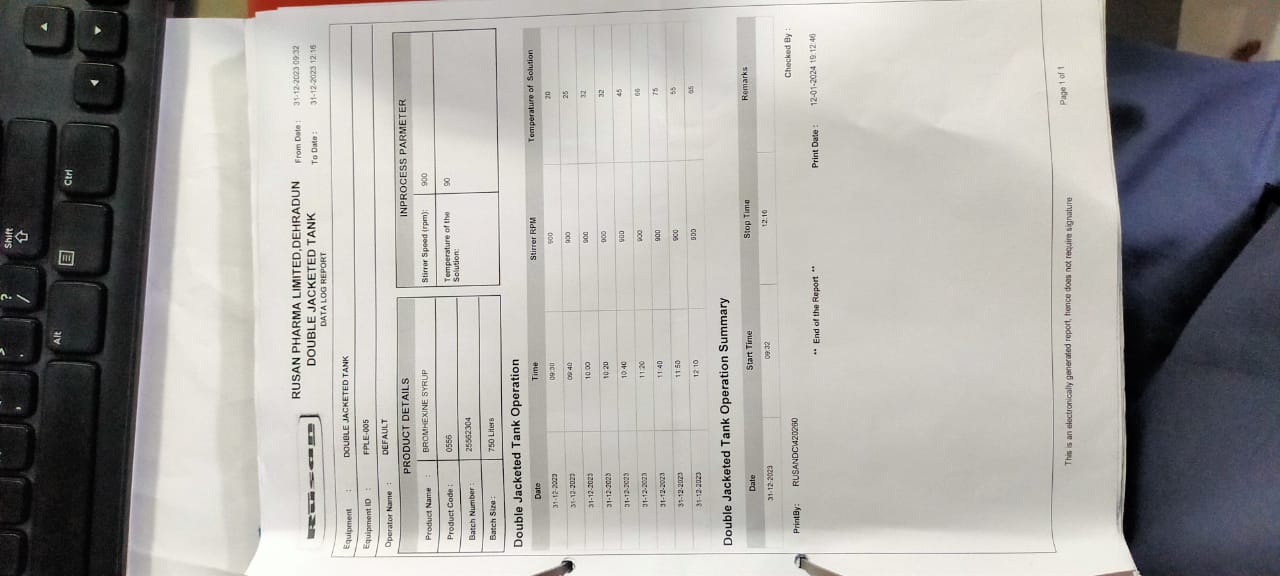 Rusan
RUSAN PHARMA LIMITED,DEHRADUN
DOUBLE JACKETED TANK
DATA LOG REPORT
From Date : 31-12-2023 09:32
To Date : 31-12-2023 12:16
Equipment : DOUBLE JACKETED TANK
Equipment ID : FPLE-005
Operator Name : DEFAULT
PRODUCT DETAILS
Product Name : BROMHEXINE SYRUP
Product Code : 0556
Batch Number : 25562304
Batch Size : 750 Liters
INPROCESS PARMETER
Stirrer Speed (rpm): 900
Temperature of the 90
Solution:
Double Jacketed Tank Operation
Date Time Stirrer RPM Temperature of Solution
31-12-2023 09:30 900 20
31-12-2023 09:40 900 25
31-12-2023 10:00 900 32
31-12-2023 10:20 900 32
31-12-2023 10:40 900 45
31-12-2023 11:20 900 66
31-12-2023 11:40 900 75
31-12-2023 11:50 900 55
31-12-2023 12:10 900 65
Double Jacketed Tank Operation Summary
Date Start Time Stop Time Remarks
31-12-2023 09:32 12:16
Checked By :
PrintBy: RUSANDC\420260
Print Date : 12-01-2024 19:12:46
** End of the Report **
This is an electronically generated report, hence does not require signature
Page 1 of 1
Shift
Ctrl
Alt
?
/
>
.
,